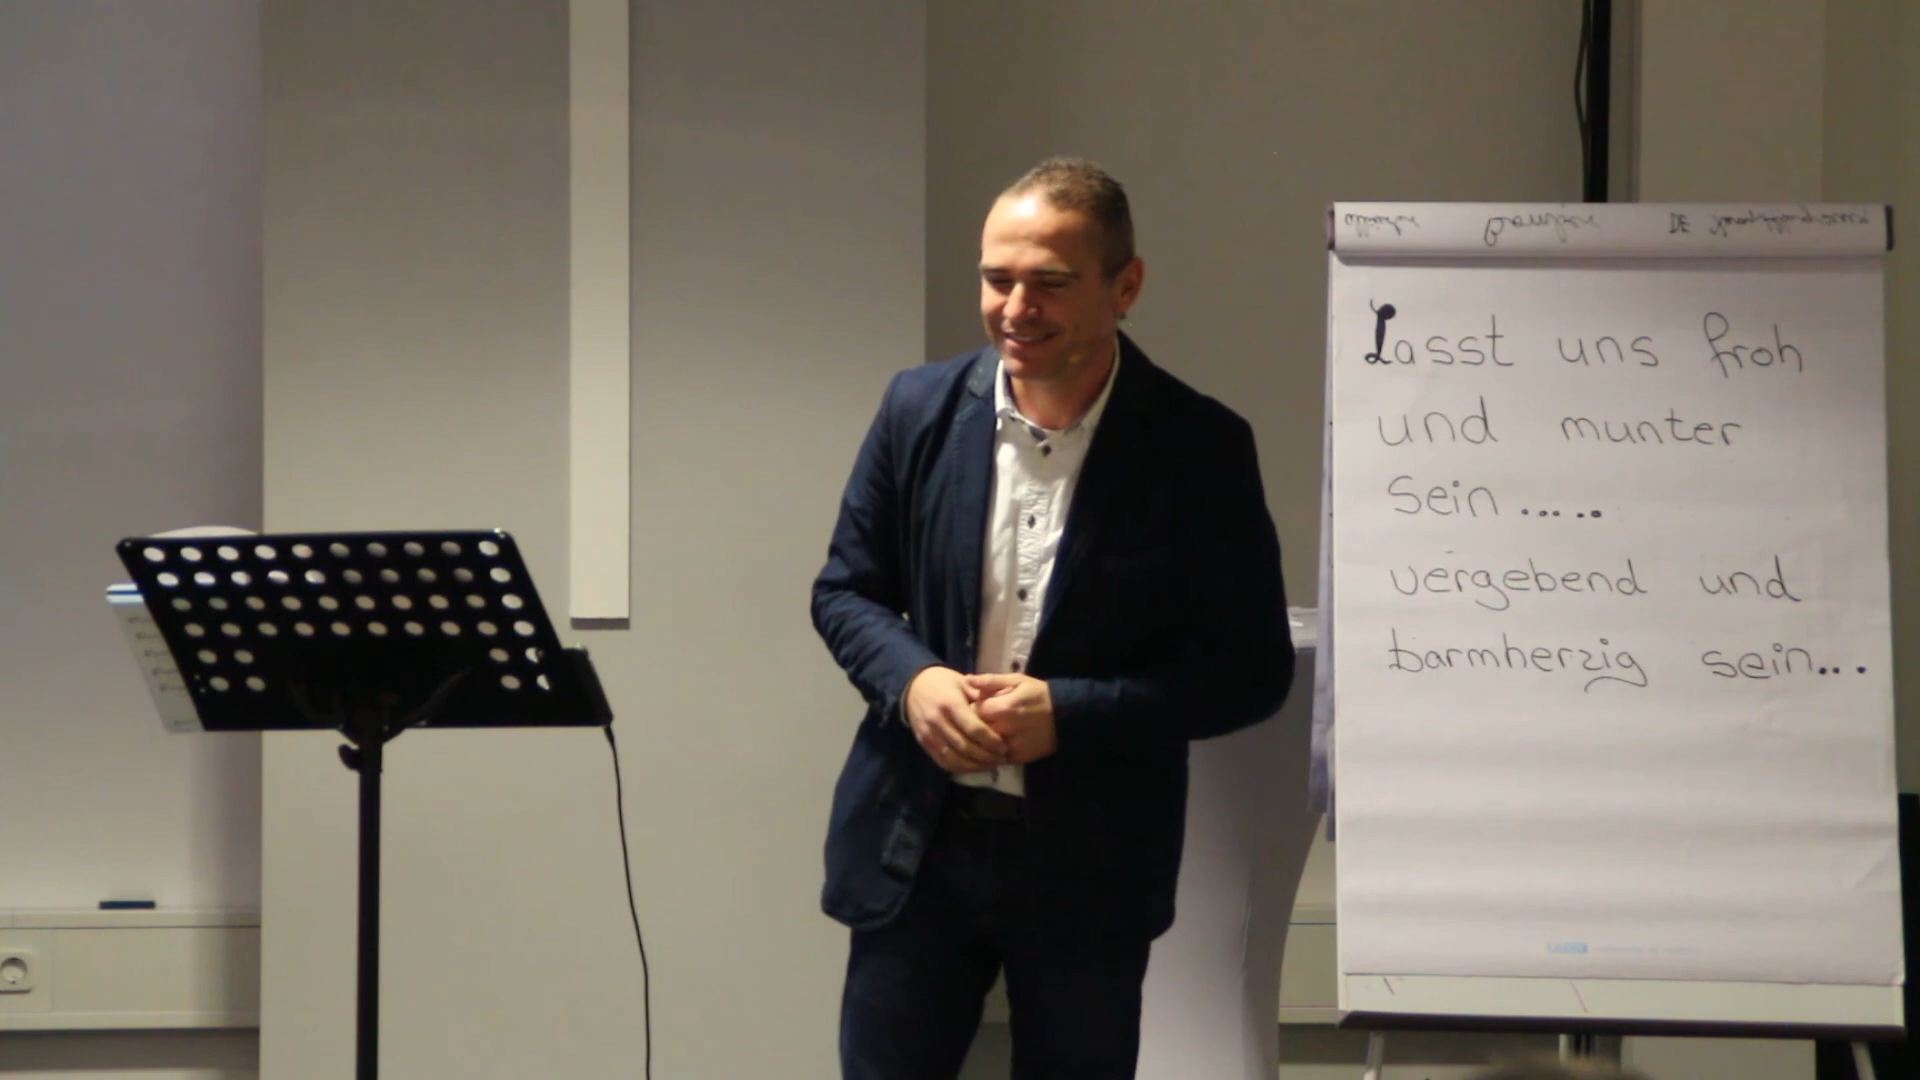 Lasst uns froh
und munter
sein.....
vergebend und
barmherzig sein...